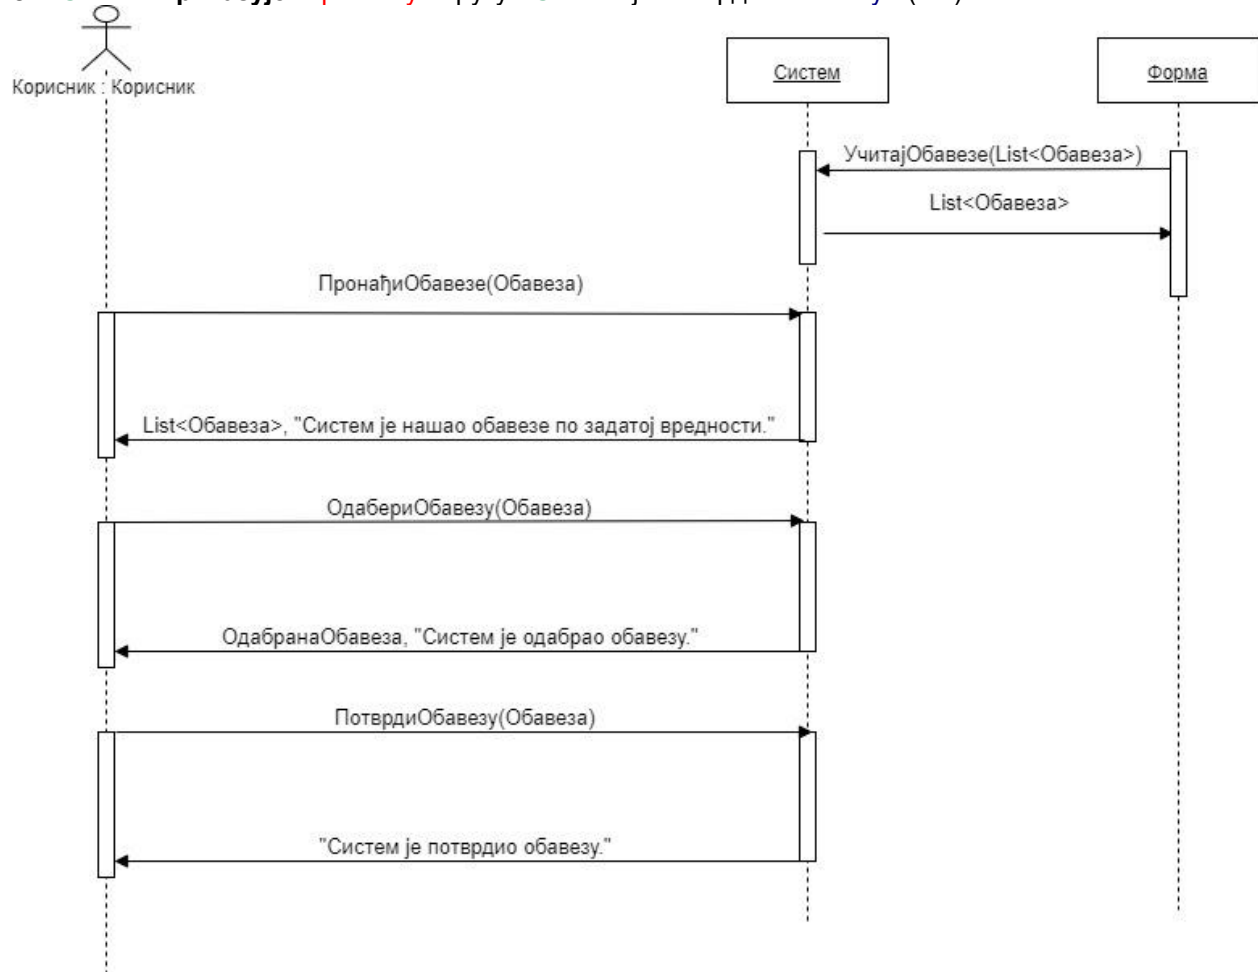 Корисник : Корисник
Систем
Форма
УчитајОбавезе(List<Обавеза>)
List<Обавеза>
ПронађиОбавезе(Обавеза)
List<Обавеза>, "Систем је нашао обавезе по задатој вредности."
ОдабериОбавезу(Обавеза)
ОдабранаОбавеза, "Систем је одабрао обавезу."
ПотврдиОбавезу(Обавеза)
"Систем је потврдио обавезу."